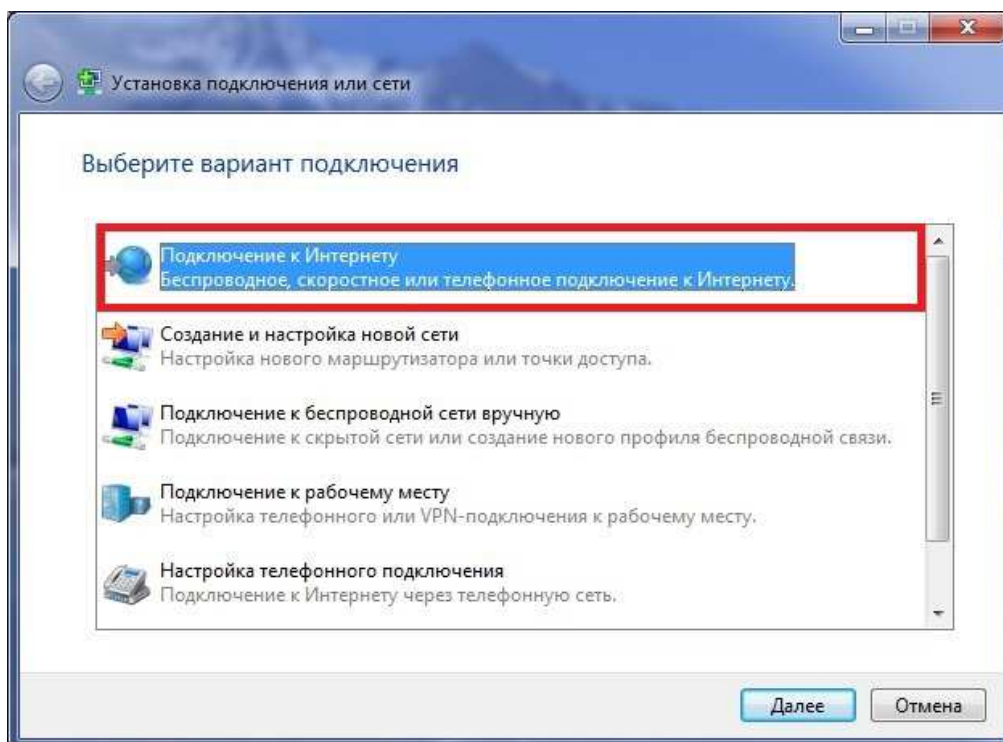 Установка подключения или сети
Выберите вариант подключения
Подключение к Интернету
Беспроводное, скоростное или телефонное подключение к Интернету.
Создание и настройка новой сети
Настройка нового маршрутизатора или точки доступа.
Подключение к беспроводной сети вручную
Подключение к скрытой сети или создание нового профиля беспроводной связи.
Подключение к рабочему месту
Настройка телефонного или VPN-подключения к рабочему месту.
Настройка телефонного подключения
Подключение к Интернету через телефонную сеть.
Далее
Отмена